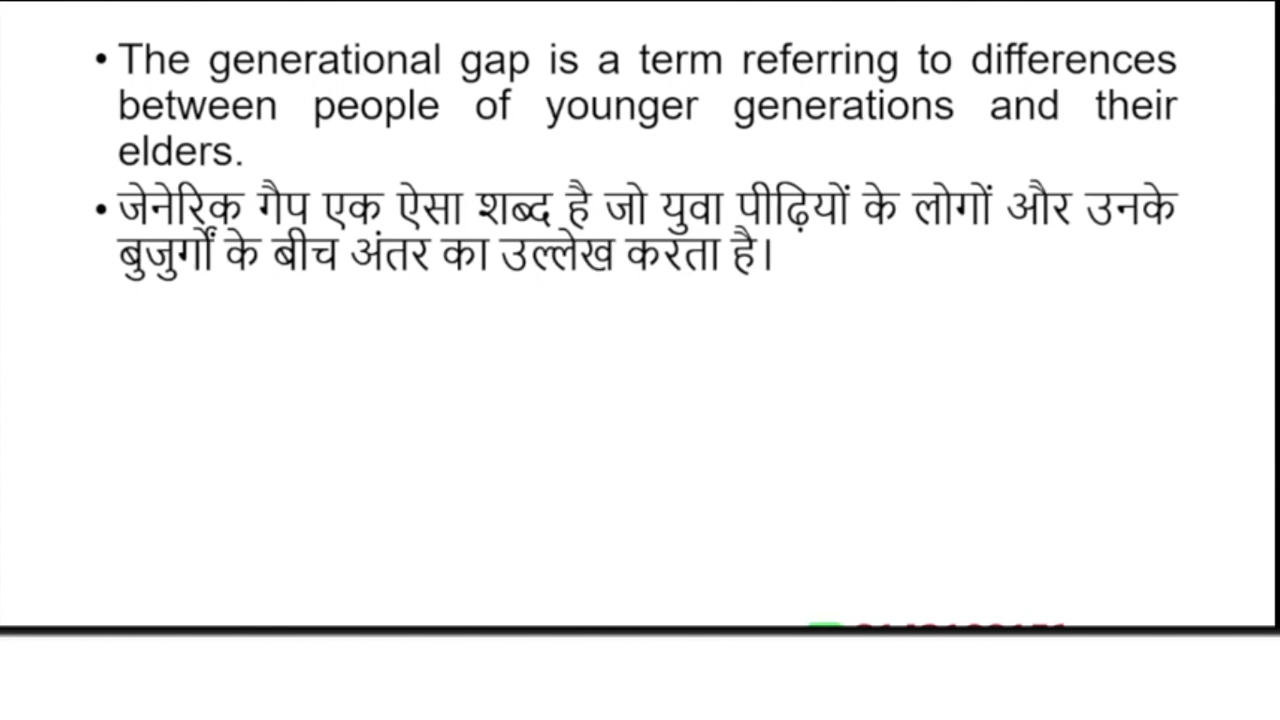 • The generational gap is a term referring to differences
between people of younger generations and their
elders.
• जेनेरिक गैप एक ऐसा शब्द है जो युवा पीढ़ियों के लोगों और उनके
बुजुर्गों के बीच अंतर का उल्लेख करता है।